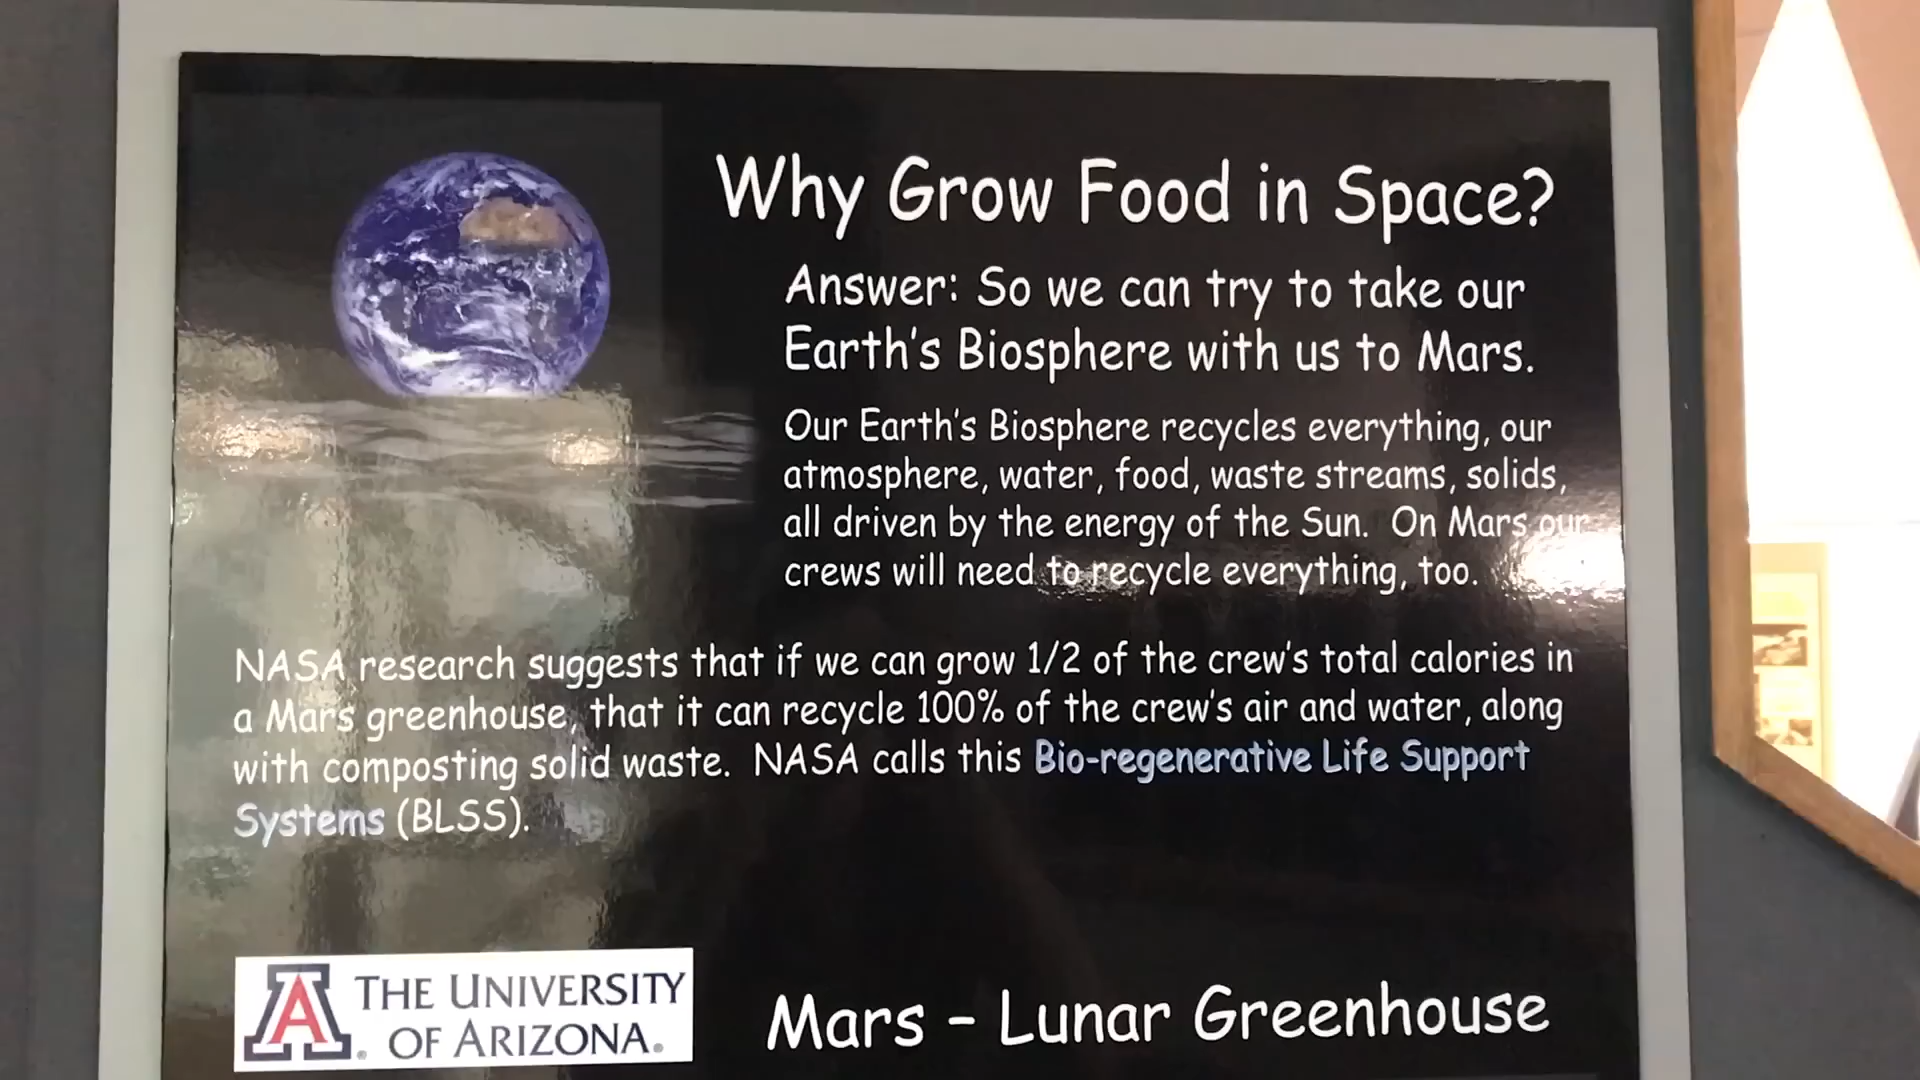 Why Grow Food in Space?
Answer: So we can try to take our
Earth's Biosphere with us to Mars.
Our Earth's Biosphere recycles everything, our
atmosphere, water, food, waste streams, solids,
all driven by the energy of the Sun. On Mars our
crews will need to recycle everything, too.
NASA research suggests that if we can grow 1/2 of the crew's total calories in
a Mars greenhouse, that it can recycle 100% of the crew's air and water, along
with composting solid waste. NASA calls this Bio-regenerative Life Support
Systems (BLSS).
A® THE UNIVERSITY
OF ARIZONA®
Mars – Lunar Greenhouse